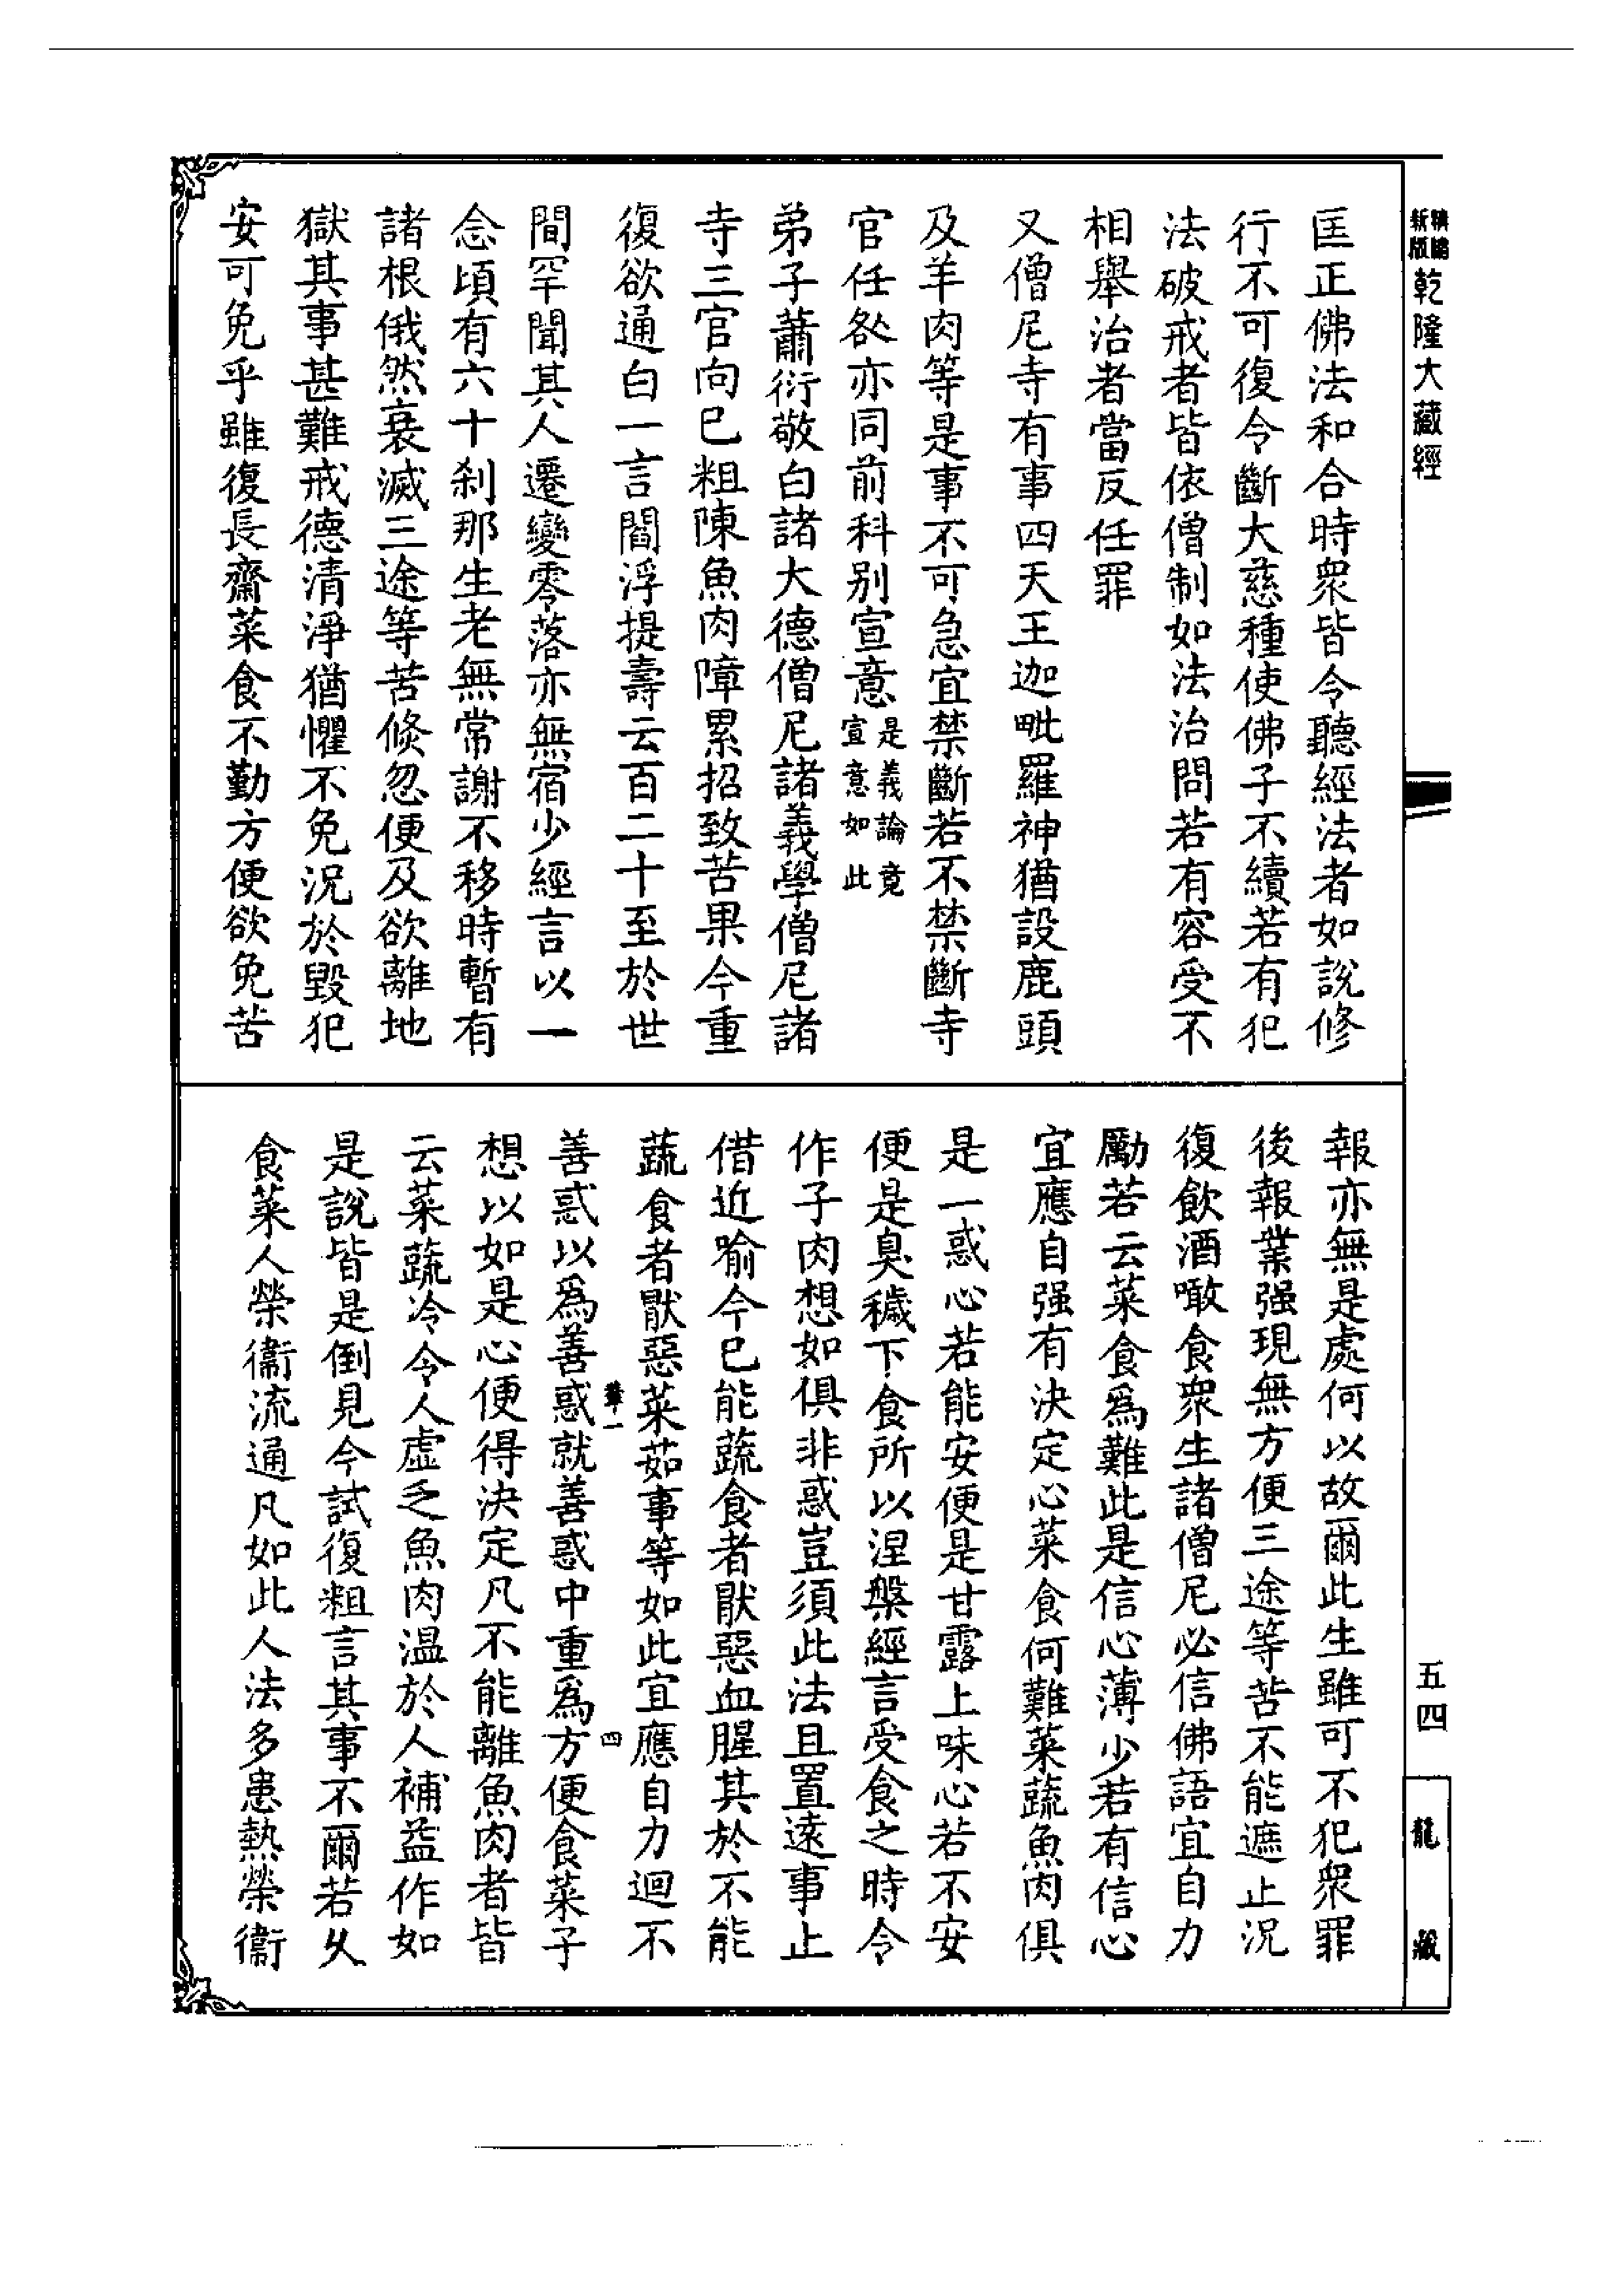 新編
新版
乾隆大藏經
匡正佛法和合時衆皆令聽經法者如說修
行不可復令斷大慈種使佛子不續若有犯
法破戒者皆依僧制如法治問若有容受不
相舉治者當反任罪
又僧尼寺有事四天王迦毗羅神猶設鹿頭
及羊肉等是事不可急宜禁斷若不禁斷寺
官任咎亦同前科別宣意是義論竟宣意如此
弟子蕭衍敬白諸大德僧尼諸義學僧尼諸
寺三官向已粗陳魚肉障累招致苦果今重
復欲通白一言閻浮提壽云百二十至於世
間罕聞其人遷變零落亦無宿少經言以一
念頃有六十刹那生老無常謝不移時暫有
諸根俄然衰滅三途等苦倏忽便及欲離地
獄其事甚難戒德清淨猶懼不免況於毀犯
安可免乎雖復長齋菜食不勤方便欲免苦
報亦無是處何以故爾此生雖可不犯衆罪
後報業强現無方便三途等苦不能遮止況
復飲酒噉食衆生諸僧尼必信佛語宜自力
勵若云菜食爲難此是信心薄少若有信心
宜應自强有決定心菜食何難菜蔬魚肉俱
是一惑心若能安便是甘露上味心若不安
便是臭穢下食所以涅槃經言受食之時令
作子肉想如俱非惑豈須此法且置遠事止
借近喻今已能蔬食者猒惡血腥其於不能
蔬食者猒惡菜茹事等如此宜應自力迴不
善惑以爲善惑就善惑中重爲方便食菜子
想以如是心便得決定凡不能離魚肉者皆
云菜蔬冷令人虛乏魚肉温於人補益作如
是說皆是倒見今試復粗言其事不爾若久
食菜人榮衞流通凡如此人法多患熱榮衞
四
五四
龍藏